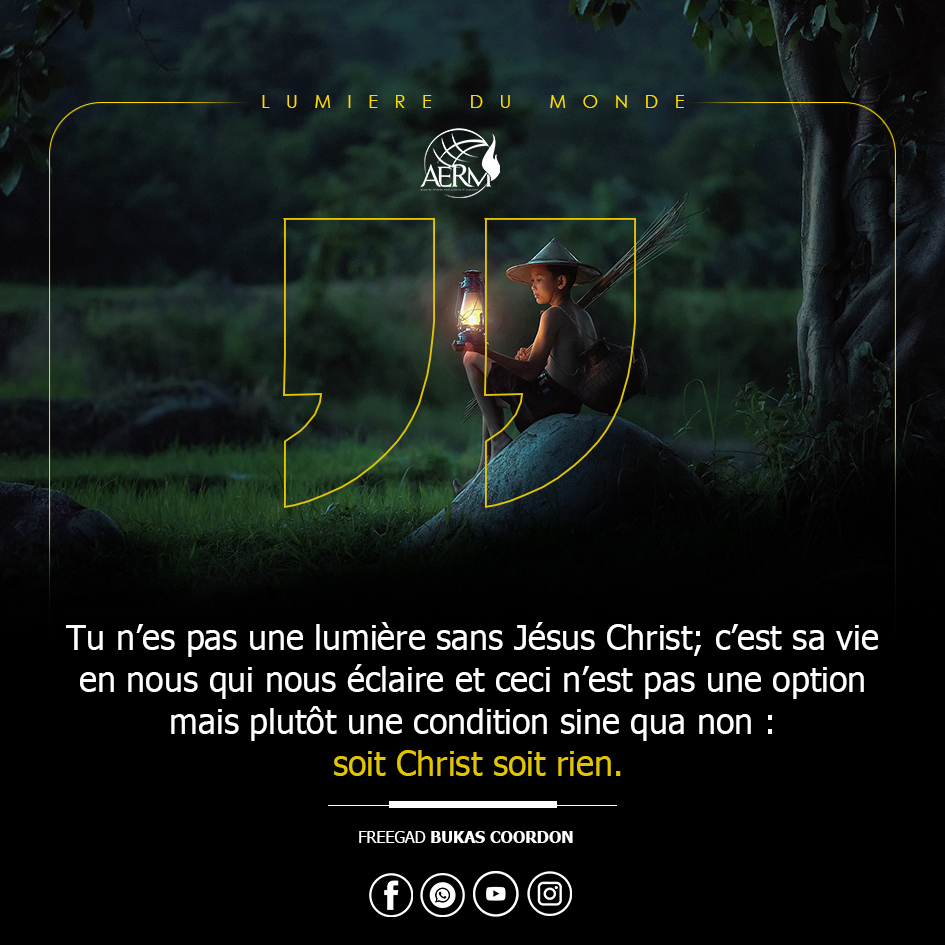 LUMIERE DU MONDE
AERM
Tu n’es pas une lumière sans Jésus Christ; c’est sa vie
en nous qui nous éclaire et ceci n’est pas une option
mais plutôt une condition sine qua non :
soit Christ soit rien.
FREEGAD BUKAS COORDON